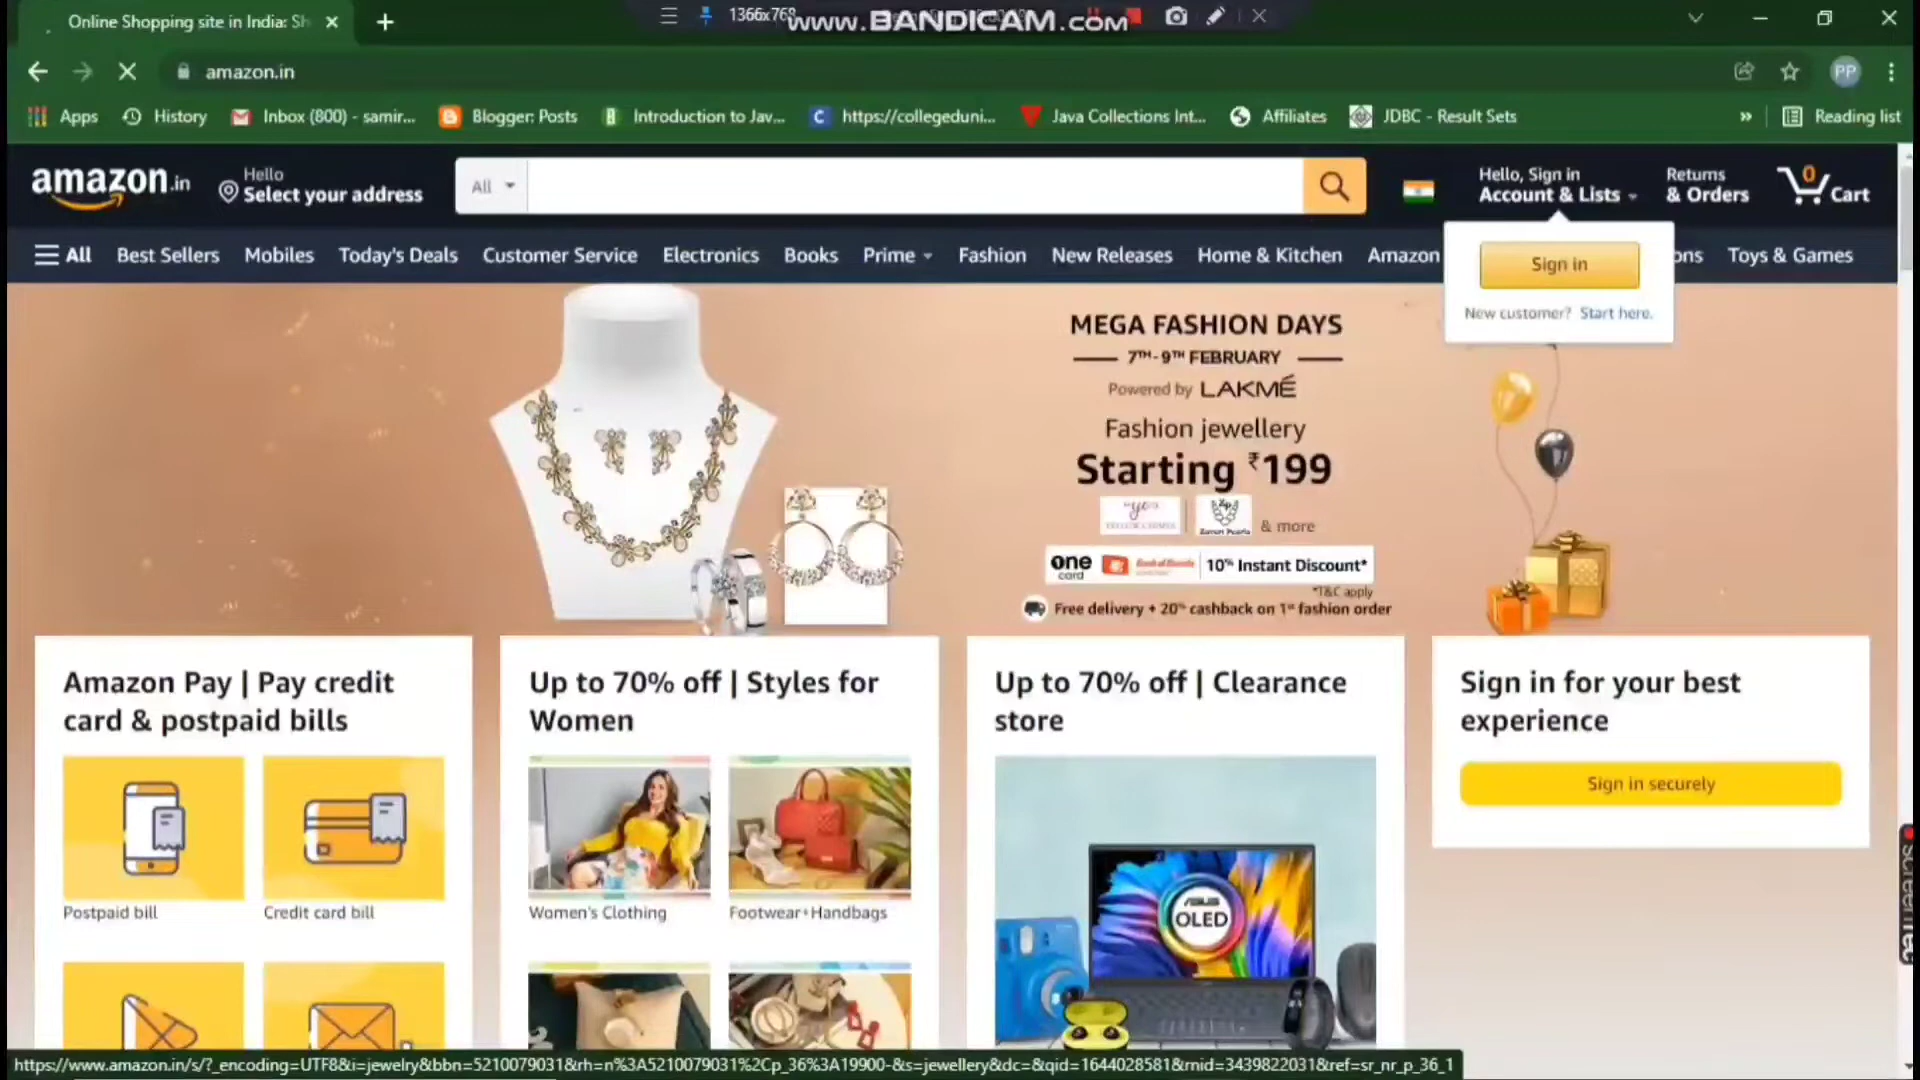 Online Shopping site in India: Sh
1366x768
www.BANDICAM.com
amazon.in
Apps
History
Inbox (800) - samir...
Blogger: Posts
Introduction to Jav...
https://collegeduni...
Java Collections Int...
Affiliates
JDBC - Result Sets
»
Reading list
PP
amazon.in
Hello
Select your address
All
Hello, Sign in
Account & Lists
Returns
& Orders
0
Cart
All
Best Sellers
Mobiles
Today's Deals
Customer Service
Electronics
Books
Prime
Fashion
New Releases
Home & Kitchen
Amazon
ons
Toys & Games
Sign in
New customer? Start here.
MEGA FASHION DAYS
7TH-9TH FEBRUARY
Powered by LAKMÉ
Fashion jewellery
Starting ₹199
& more
one card
10% Instant Discount*
*T&C apply
Free delivery + 20% cashback on 1st fashion order
Amazon Pay | Pay credit
card & postpaid bills
Postpaid bill
Credit card bill
Up to 70% off | Styles for
Women
Women's Clothing
Footwear+Handbags
Up to 70% off | Clearance
store
ASUS
OLED
Sign in for your best
experience
Sign in securely
https://www.amazon.in/s/?_encoding=UTF8&i=jewelry&bbn=5210079031&rh=n%3A5210079031%2Cp_36%3A19900-&s=jewellery&dc=&qid=1644028581&rnid=3439822031&ref=sr_nr_p_36_1